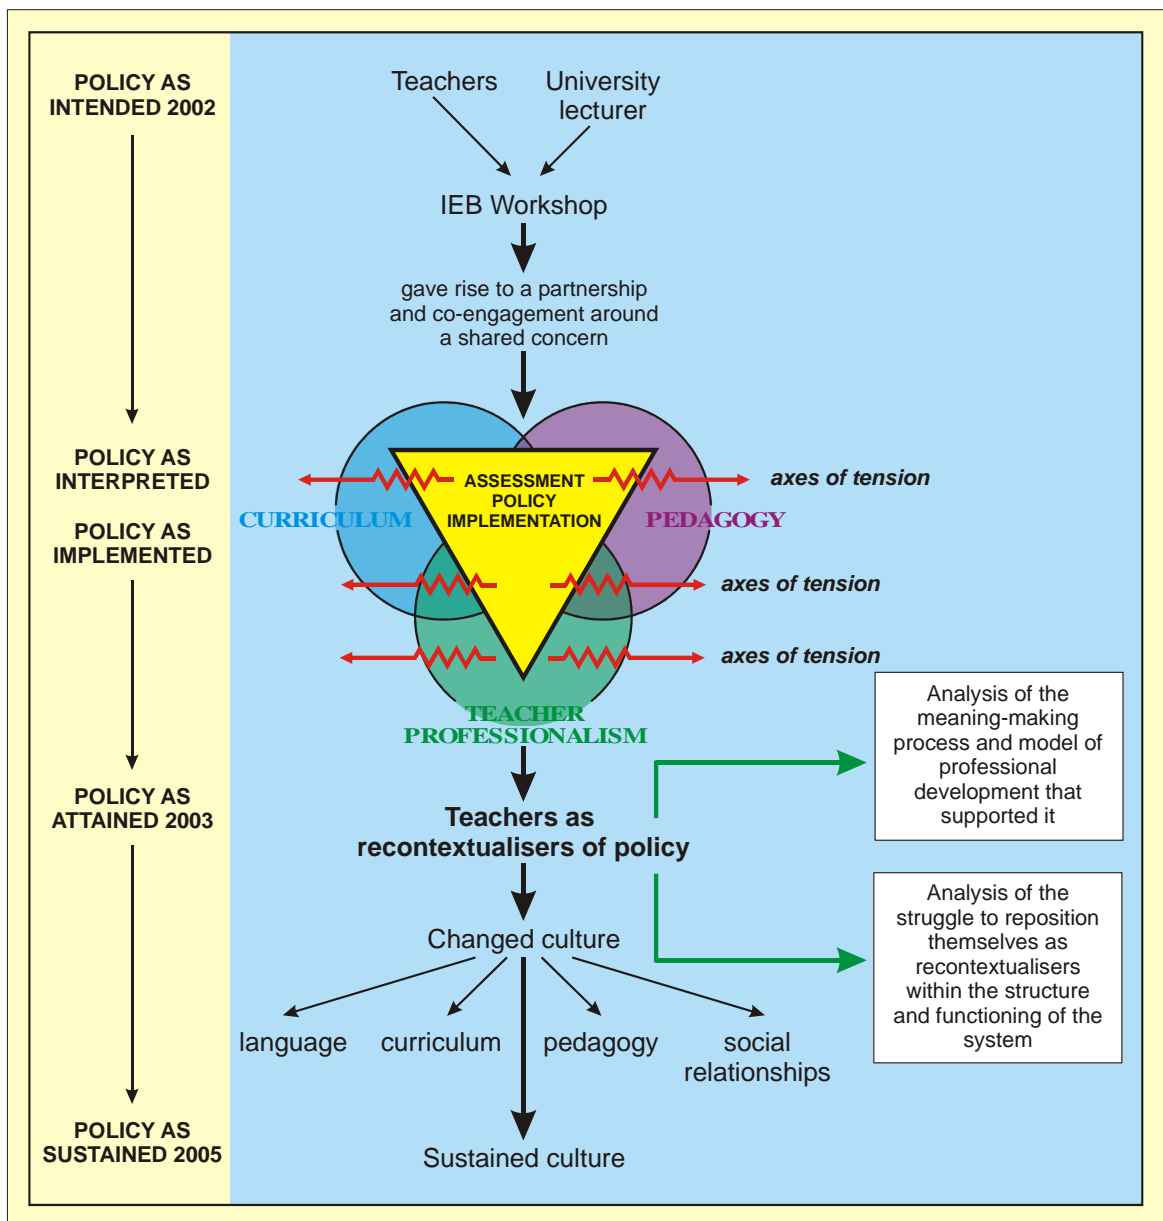 POLICY AS
INTENDED 2002
POLICY AS
INTERPRETED
POLICY AS
IMPLEMENTED
POLICY AS
ATTAINED 2003
POLICY AS
SUSTAINED 2005
Teachers
University
lecturer
IEB Workshop
gave rise to a partnership
and co-engagement around
a shared concern
ASSESSMENT
POLICY
IMPLEMENTATION
CURRICULUM
PEDAGOGY
axes of tension
axes of tension
axes of tension
TEACHER
PROFESSIONALISM
Teachers as
recontextualisers of policy
Analysis of the
meaning-making
process and model of
professional
development that
supported it
Analysis of the
struggle to reposition
themselves as
recontextualisers
within the structure
and functioning of the
system
Changed culture
language
curriculum
pedagogy
social
relationships
Sustained culture